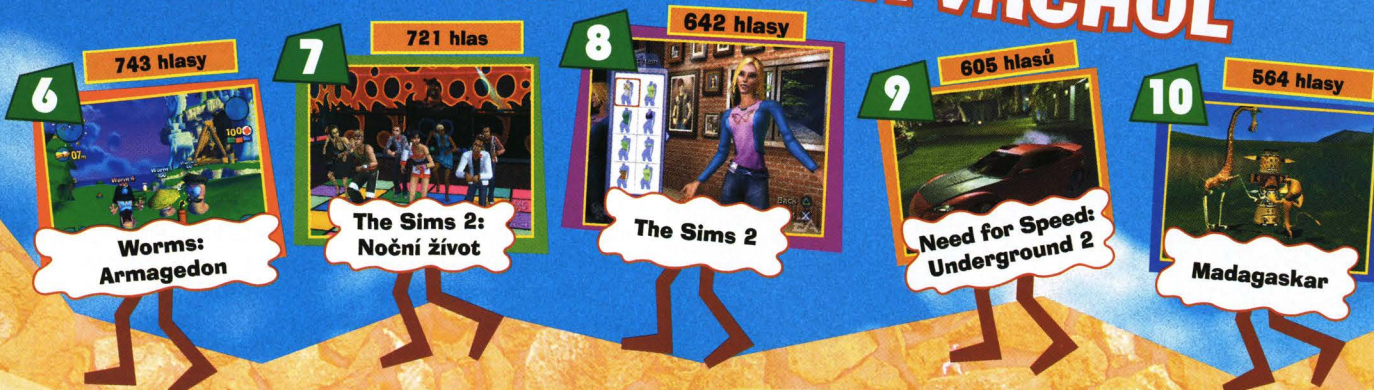 VRCHOL
6
743 hlasy
Worms:
Armagedon
7
721 hlas
The Sims 2:
Noční život
8
642 hlasy
Back
The Sims 2
9
605 hlasů
Need for Speed:
Underground 2
10
564 hlasy
Madagaskar